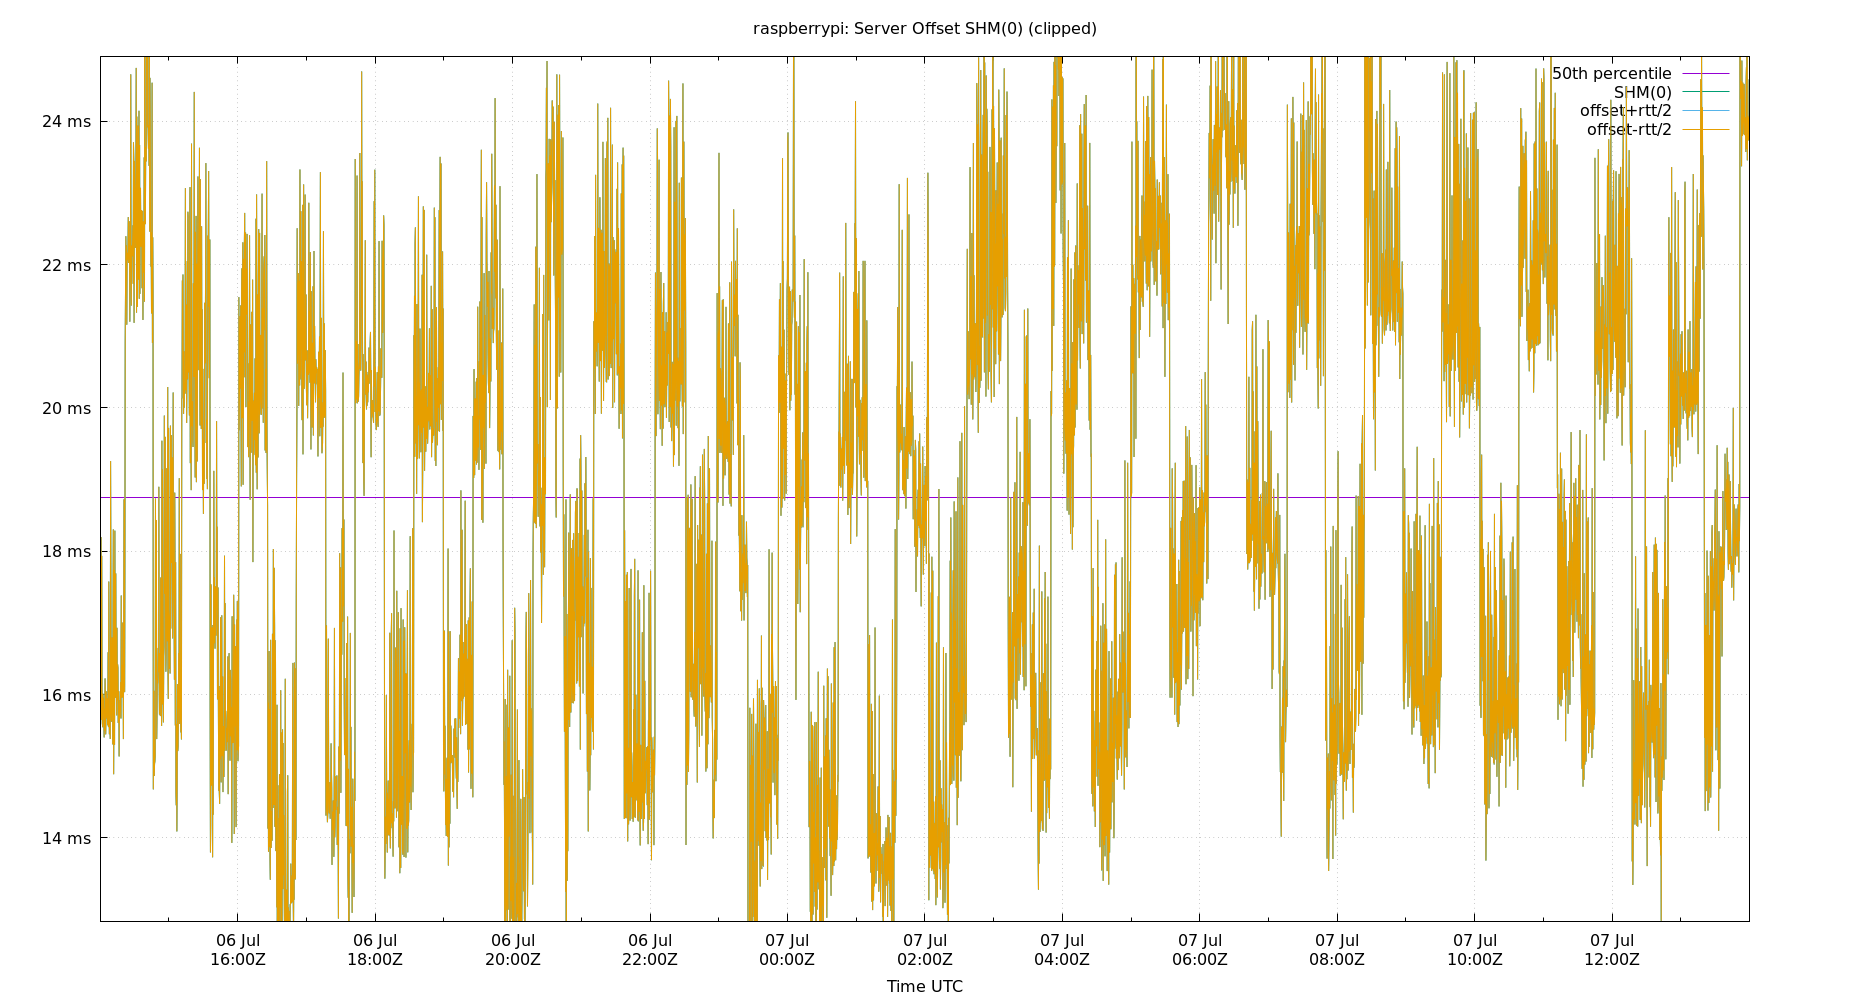 raspberrypi: Server Offset SHM(0) (clipped)
50th percentile
SHM(0)
offset+rtt/2
offset-rtt/2
24 ms
22 ms
20 ms
18 ms
16 ms
14 ms
06 Jul 06 Jul 06 Jul 06 Jul 07 Jul 07 Jul 07 Jul 07 Jul 07 Jul 07 Jul 07 Jul
16:00Z 18:00Z 20:00Z 22:00Z 00:00Z 02:00Z 04:00Z 06:00Z 08:00Z 10:00Z 12:00Z
Time UTC